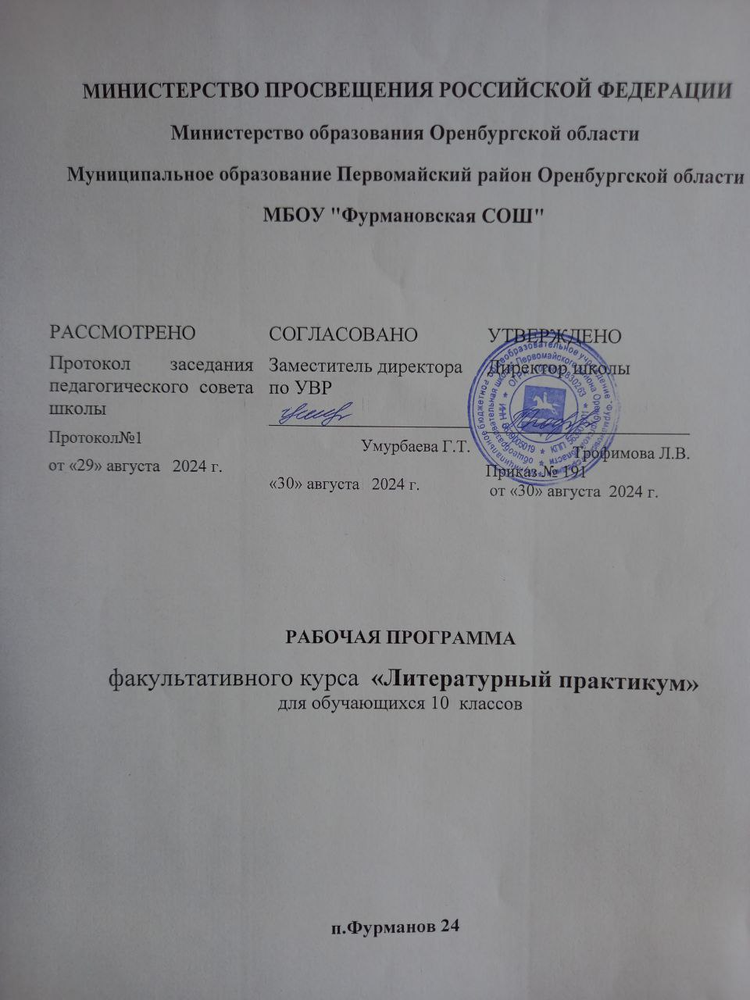 МИНИСТЕРСТВО ПРОСВЕЩЕНИЯ РОССИЙСКОЙ ФЕДЕРАЦИИ
Министерство образования Оренбургской области
Муниципальное образование Первомайский район Оренбургской области
МБОУ "Фурмановская СОШ"
РАССМОТРЕНО
Протокол заседания
педагогического совета
школы
Протокол№1
от «29» августа 2024 г.
СОГЛАСОВАНО
Заместитель директора
по УВР
Умурбаева Г.Т.
«30» августа 2024 г.
УТВЕРЖДЕНО
Директор школы
Трофимова Л.В.
Приказ № 191
от «30» августа 2024 г.
РАБОЧАЯ ПРОГРАММА
факультативного курса «Литературный практикум»
для обучающихся 10 классов
п.Фурманов 24